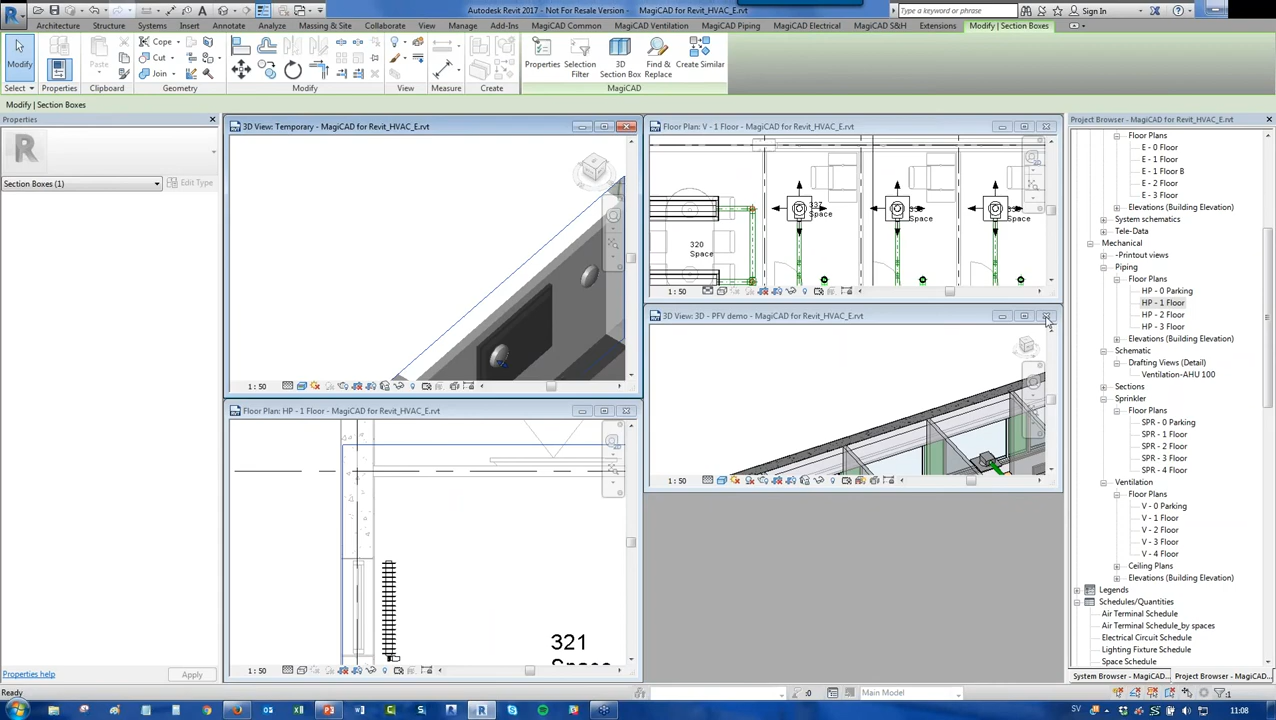 Autodesk Revit 2017 - Not For Resale Version - MagiCAD for Revit_HVAC_E.rvt
Type a keyword or phrase
Sign In
Architecture Structure Systems Insert Annotate Analyze Massing & Site Collaborate View Manage Add-Ins MagiCAD Common MagiCAD Ventilation MagiCAD Piping MagiCAD Electrical MagiCAD S&H Extensions Modify | Section Boxes
Modify
Paste
Cope
Cut
Join
Properties
Selection Filter
3D Section Box
Find & Replace
Create Similar
Select Properties Clipboard Geometry Modify View Measure Create MagiCAD
Modify | Section Boxes
Properties
Section Boxes (1)
Edit Type
Properties help
Apply
3D View: Temporary - MagiCAD for Revit_HVAC_E.rvt
1 : 50
Floor Plan: V - 1 Floor - MagiCAD for Revit_HVAC_E.rvt
320
Space
337
Space
Space
Space
1 : 50
3D View: 3D - PFV demo - MagiCAD for Revit_HVAC_E.rvt
1 : 50
Floor Plan: HP - 1 Floor - MagiCAD for Revit_HVAC_E.rvt
321
Space
1 : 50
Project Browser - MagiCAD for Revit_HVAC_E.rvt
Floor Plans
E - 0 Floor
E - 1 Floor
E - 1 Floor B
E - 2 Floor
E - 3 Floor
Elevations (Building Elevation)
System schematics
Tele-Data
Mechanical
-Printout views
Piping
Floor Plans
HP - 0 Parking
HP - 1 Floor
HP - 2 Floor
HP - 3 Floor
Elevations (Building Elevation)
Schematic
Drafting Views (Detail)
Ventilation-AHU 100
Sections
Sprinkler
Floor Plans
SPR - 0 Parking
SPR - 1 Floor
SPR - 2 Floor
SPR - 3 Floor
SPR - 4 Floor
Ventilation
Floor Plans
V - 0 Parking
V - 1 Floor
V - 2 Floor
V - 3 Floor
V - 4 Floor
Ceiling Plans
Elevations (Building Elevation)
Legends
Schedules/Quantities
Air Terminal Schedule
Air Terminal Schedule_by spaces
Electrical Circuit Schedule
Lighting Fixture Schedule
Space Schedule
System Browser - MagiCAD... Project Browser - MagiCAD for...
Ready
:0
Main Model
:1
SV
11:08